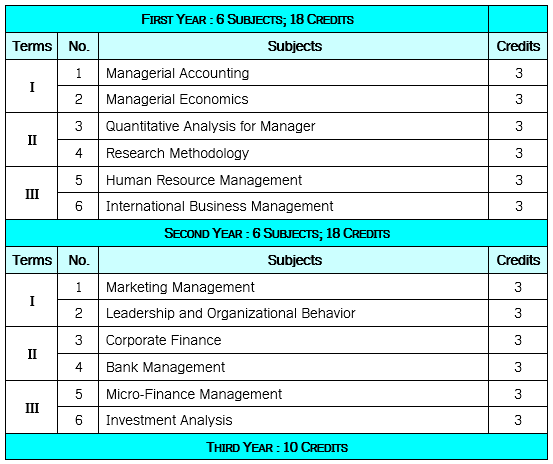 First Year : 6 Subjects; 18 Credits
Terms No. Subjects Credits
I
1 Managerial Accounting 3
2 Managerial Economics 3
II
3 Quantitative Analysis for Manager 3
4 Research Methodology 3
III
5 Human Resource Management 3
6 International Business Management 3
Second Year : 6 Subjects; 18 Credits
Terms No. Subjects Credits
I
1 Marketing Management 3
2 Leadership and Organizational Behavior 3
II
3 Corporate Finance 3
4 Bank Management 3
III
5 Micro-Finance Management 3
6 Investment Analysis 3
Third Year : 10 Credits